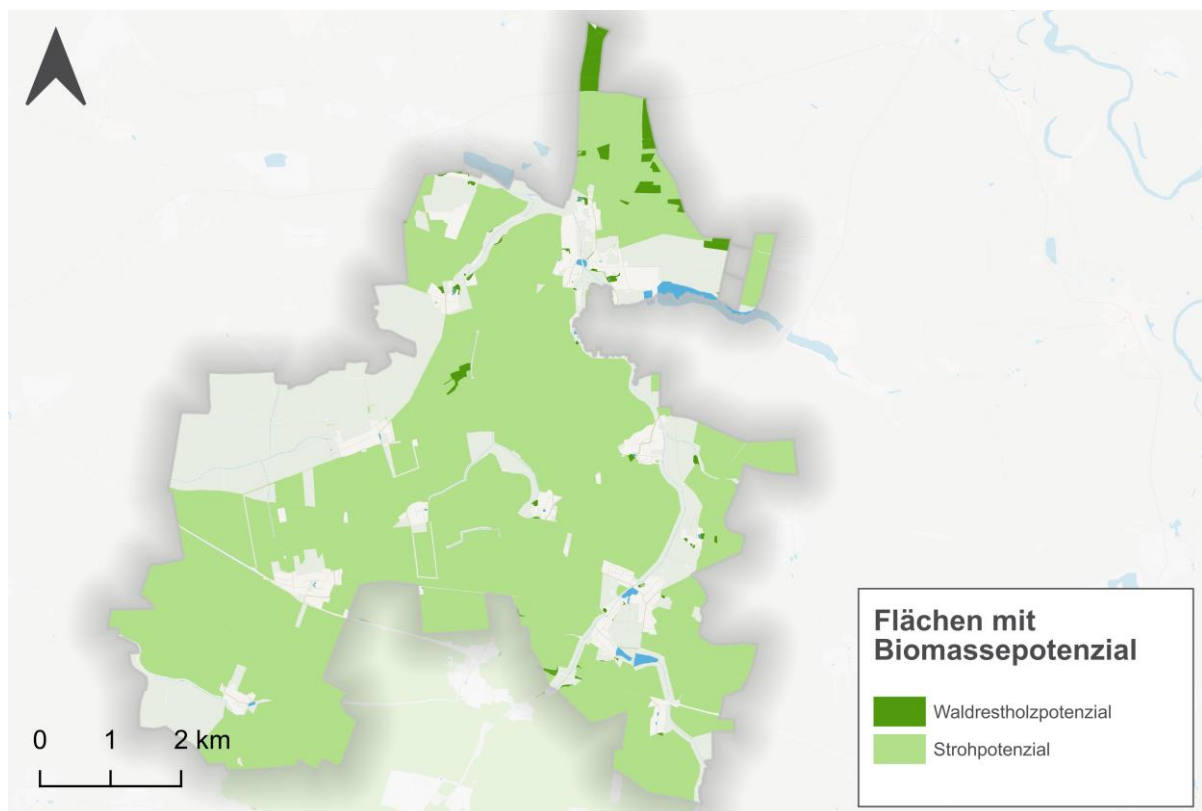 Flächen mit
Biomassepotenzial
Waldrestholzpotenzial
Strohpotenzial
0 1 2 km